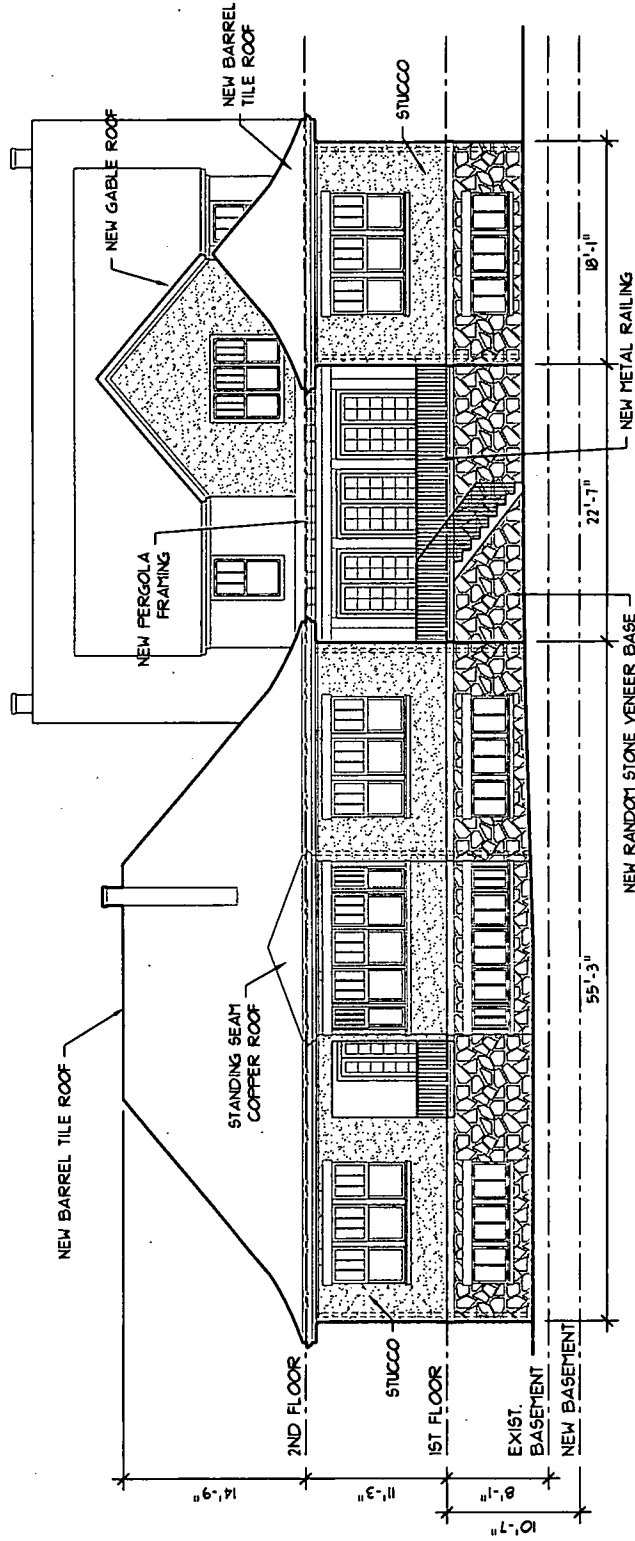 NEW BARREL TILE ROOF
STANDING SEAM
COPPER ROOF
NEW PERGOLA
FRAMING
NEW GABLE ROOF
NEW BARREL
TILE ROOF
STUCCO
STUCCO
2ND FLOOR
1ST FLOOR
EXIST.
BASEMENT
NEW BASEMENT
14'-9"
11'-3"
8'-1"
10'-7"
55'-3"
22'-7"
18'-1"
NEW METAL RAILING
NEW RANDOM STONE VENEER BASE